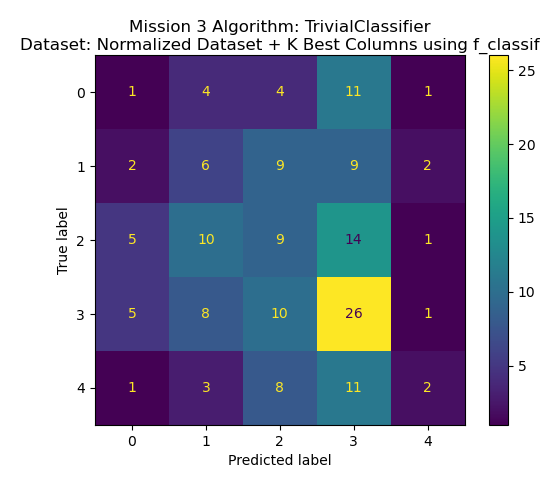 Mission 3 Algorithm: TrivialClassifier
Dataset: Normalized Dataset + K Best Columns using f_classif
0 1 4 4 11 1
1 2 6 9 9 2
2 5 10 9 14 1
3 5 8 10 26 1
4 1 3 8 11 2
0 1 2 3 4
Predicted label
True label
25
20
15
10
5